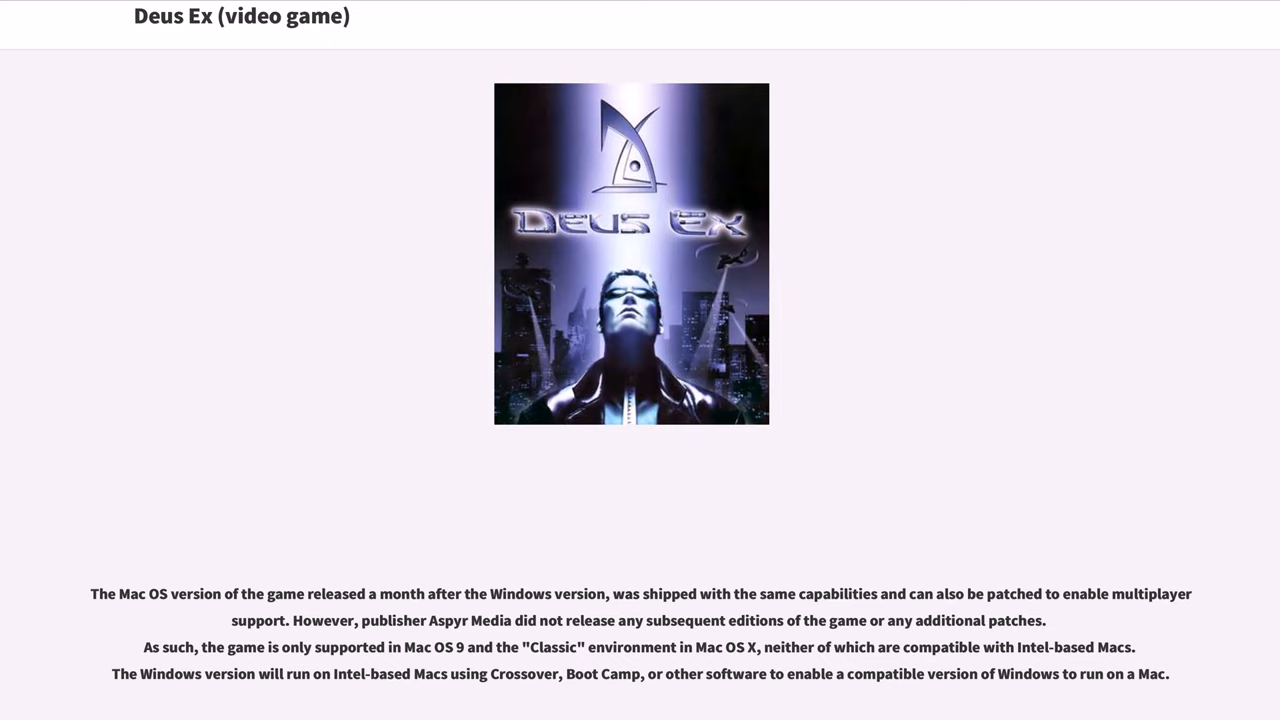 Deus Ex (video game)
Deus Ex
The Mac OS version of the game released a month after the Windows version, was shipped with the same capabilities and can also be patched to enable multiplayer
support. However, publisher Aspyr Media did not release any subsequent editions of the game or any additional patches.
As such, the game is only supported in Mac OS 9 and the "Classic" environment in Mac OS X, neither of which are compatible with Intel-based Macs.
The Windows version will run on Intel-based Macs using Crossover, Boot Camp, or other software to enable a compatible version of Windows to run on a Mac.